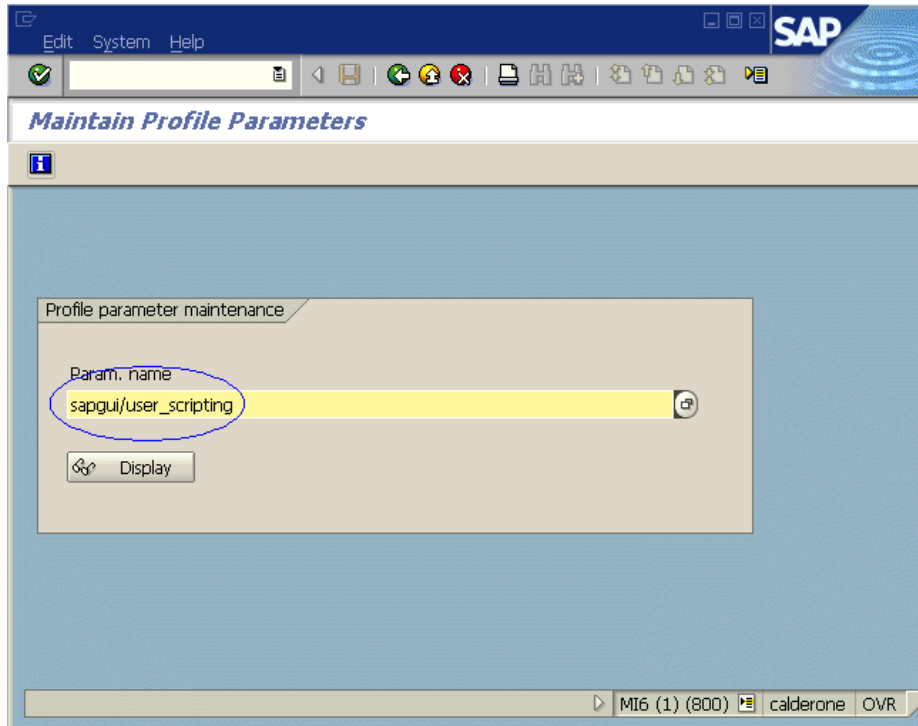 Edit System Help
SAP
Maintain Profile Parameters
Profile parameter maintenance
Param. name
sapgui/user_scripting
Display
MI6 (1) (800) calderone OVR